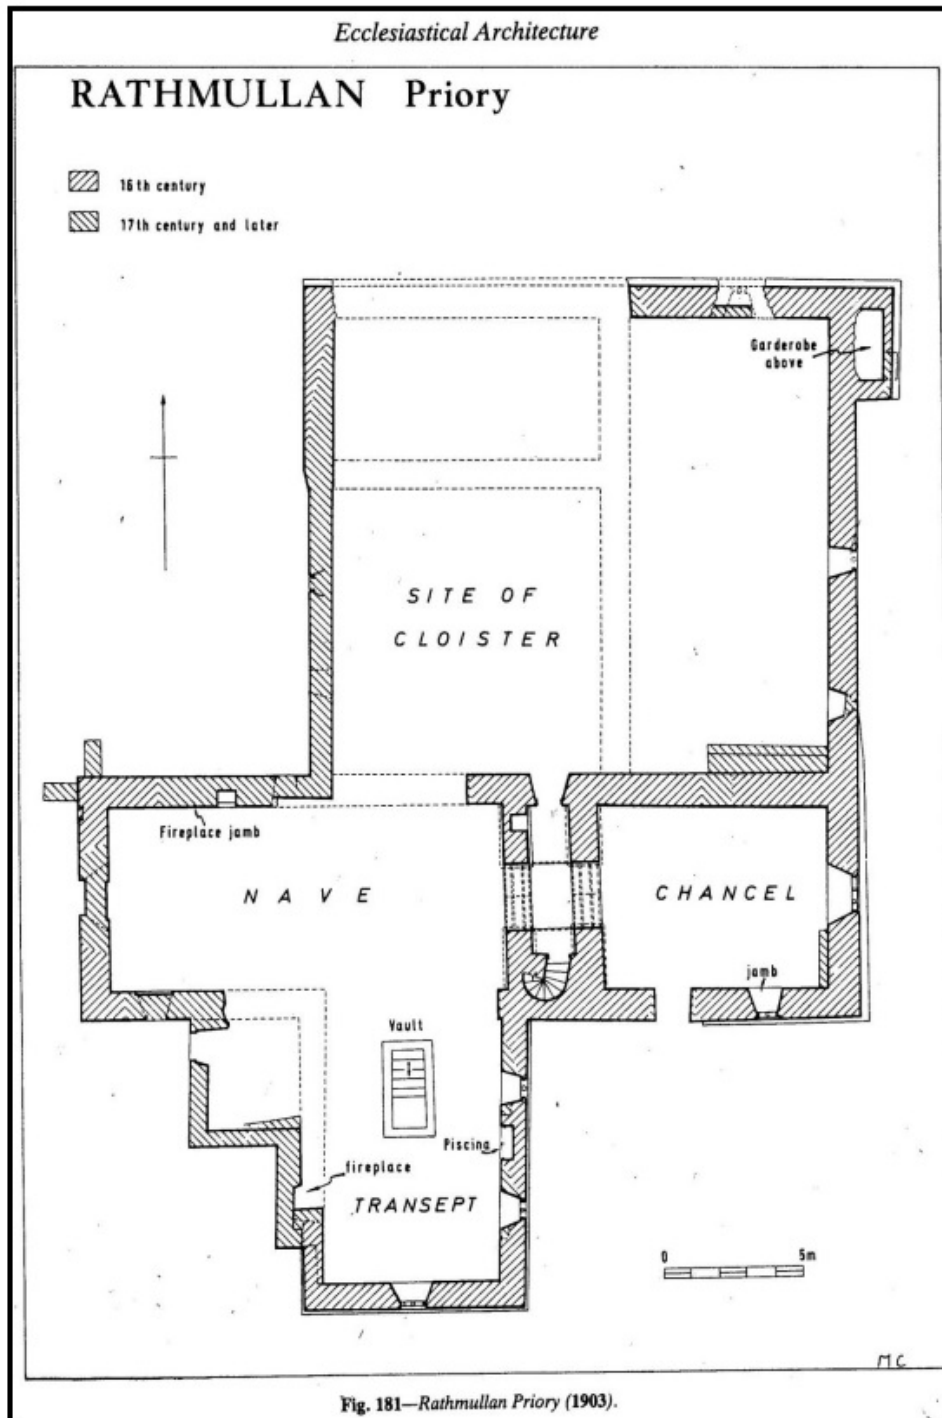 Ecclesiastical Architecture
RATHMULLAN Priory
16th century
17th century and later
Garderobe
above
SITE OF
CLOISTER
Fireplace jamb
NAVE
CHANCEL
jamb
Vault
Piscina
fireplace
TRANSEPT
0 5m
MC
Fig. 181—Rathmullan Priory (1903).